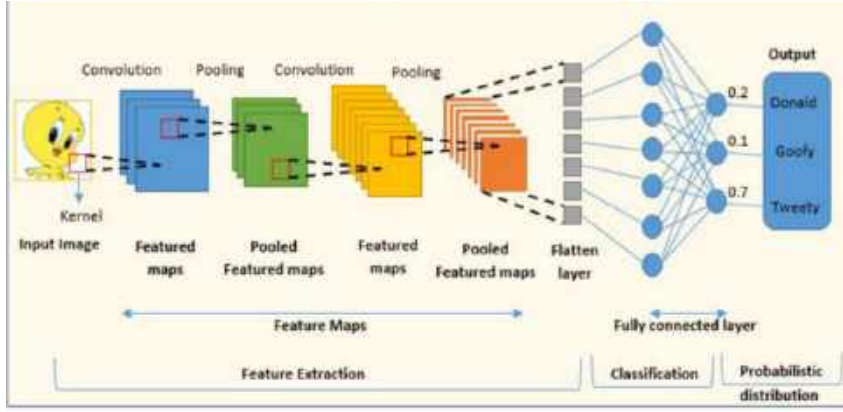 Convolution
Pooling
Convolution
Pooling
Output
0.2
Donald
0.1
Goofy
0.7
Tweety
Kernel
Input Image
Featured
maps
Pooled
Featured maps
Featured
maps
Pooled
Featured maps
Flatten
layer
Feature Maps
Fully connected layer
Feature Extraction
Classification
Probabilistic
distribution